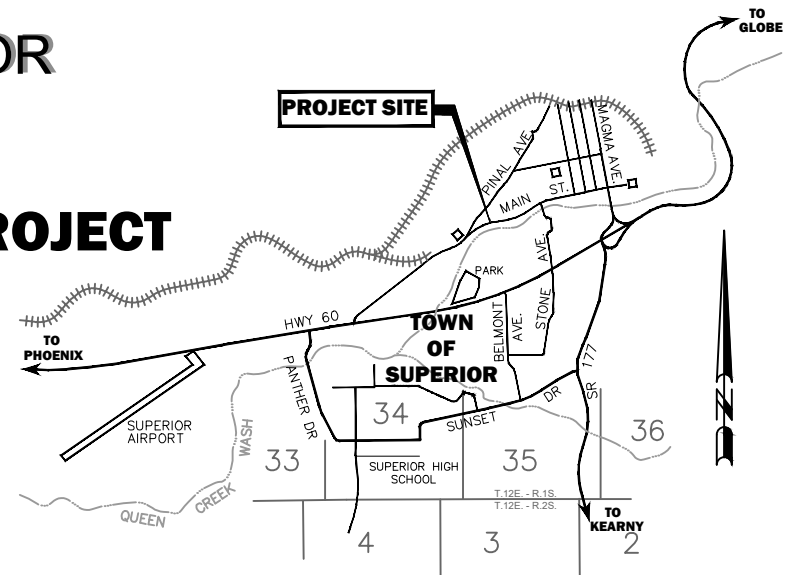 OR
TO
GLOBE
PROJECT SITE
MAGMA AVE.
PINAL AVE.
MAIN ST.
ROJECT
PARK
STONE AVE.
BELMONT AVE.
HWY 60
TOWN
OF
SUPERIOR
TO
PHOENIX
PANTHER DR
SR 177
N
SUPERIOR
AIRPORT
34
SUNSET DR
36
33
35
SUPERIOR HIGH
SCHOOL
QUEEN CREEK WASH
T.12E. - R.1S.
T.12E. - R.2S.
TO
KEARNY
4
3
2